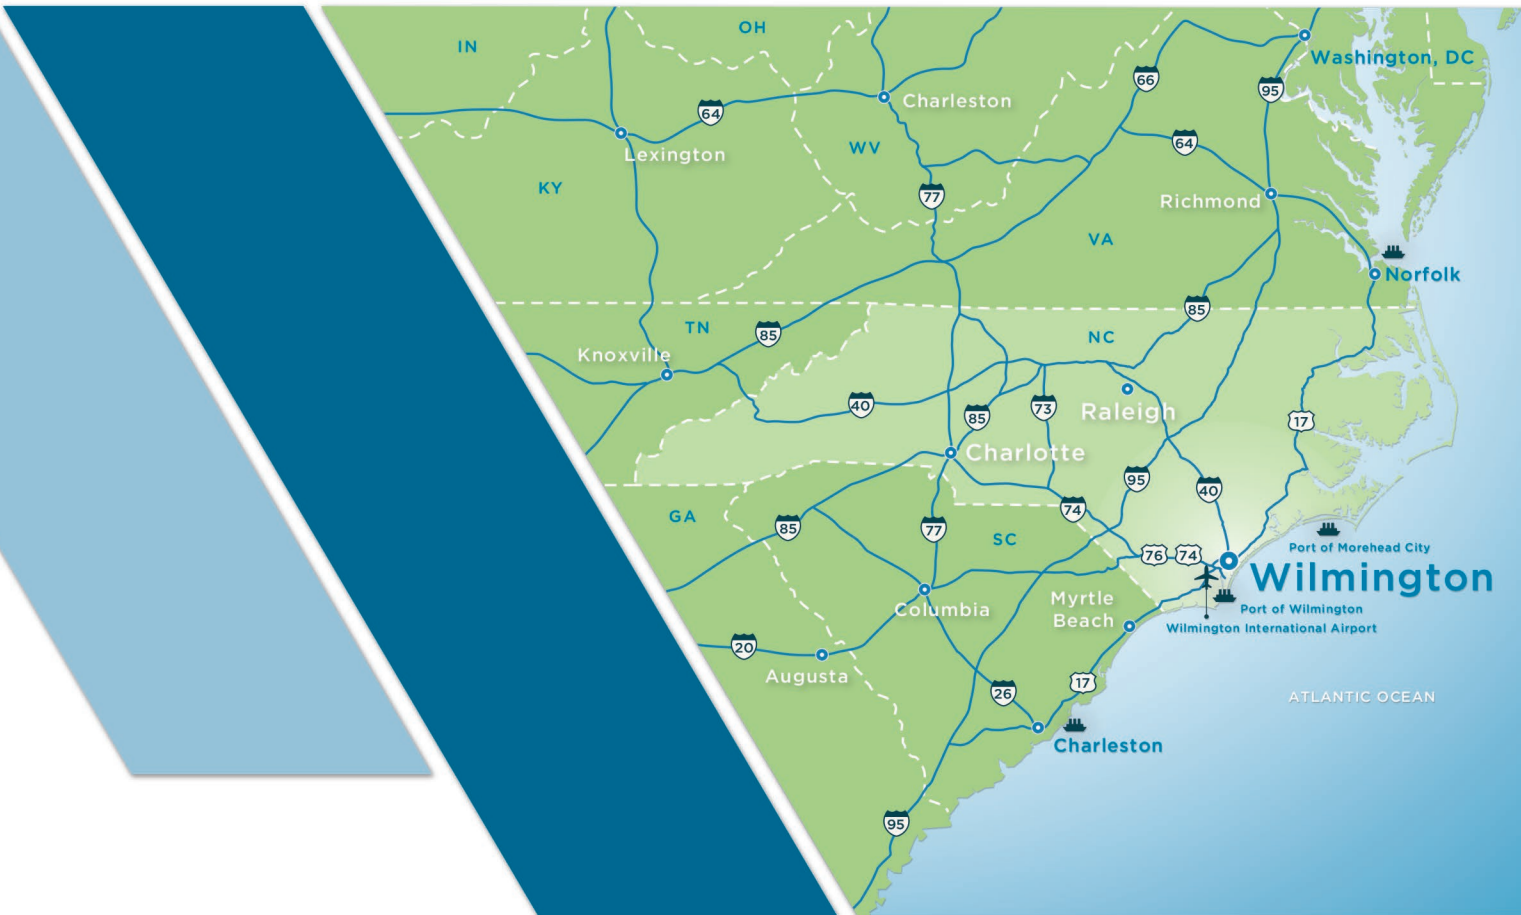 OH
IN
Washington, DC
66
95
Charleston
64
64
WV
Lexington
KY
77
Richmond
VA
Norfolk
85
TN
85
NC
Knoxville
40
73
Raleigh
85
17
Charlotte
95
40
74
GA
85
77
SC
Port of Morehead City
76
74
Wilmington
Myrtle
Beach
Columbia
Port of Wilmington
Wilmington International Airport
20
Augusta
17
26
ATLANTIC OCEAN
Charleston
95